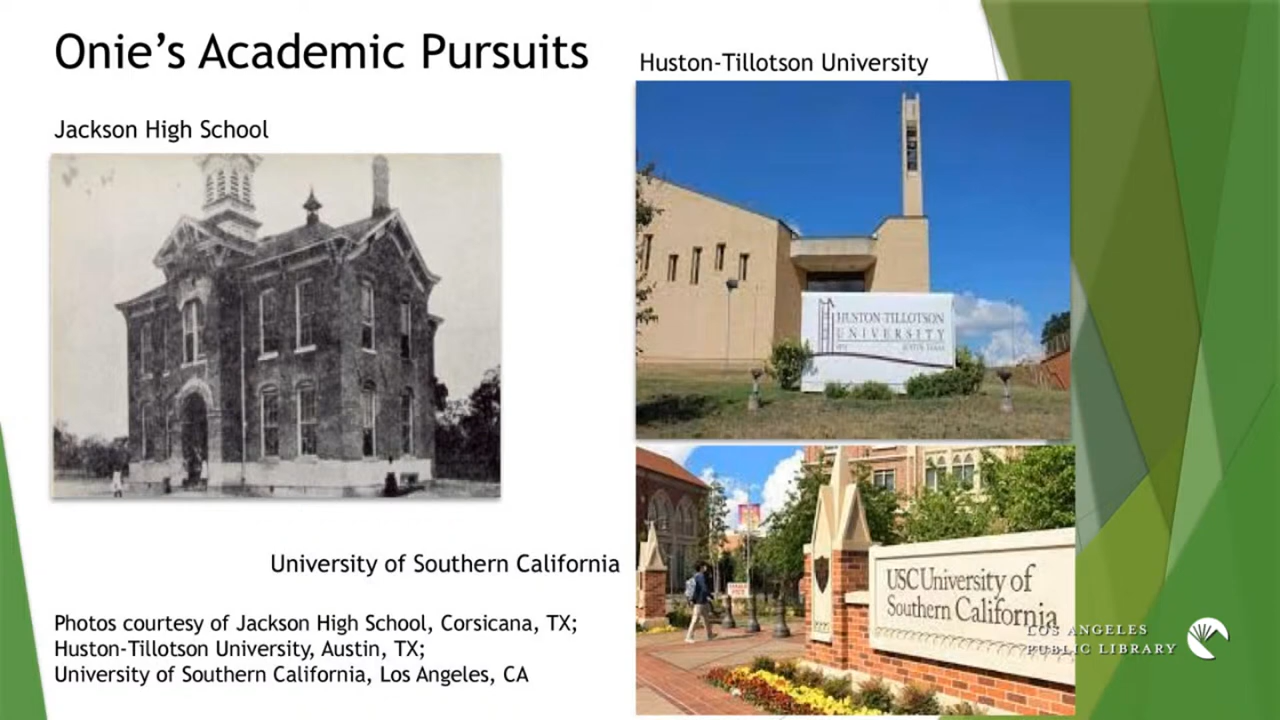 Onie's Academic Pursuits
Huston-Tillotson University
Jackson High School
HUSTON-TILLOTSON
UNIVERSITY
University of Southern California
USC University of
Southern California
Photos courtesy of Jackson High School, Corsicana, TX;
Huston-Tillotson University, Austin, TX;
University of Southern California, Los Angeles, CA
LOS ANGELES
PUBLIC LIBRARY